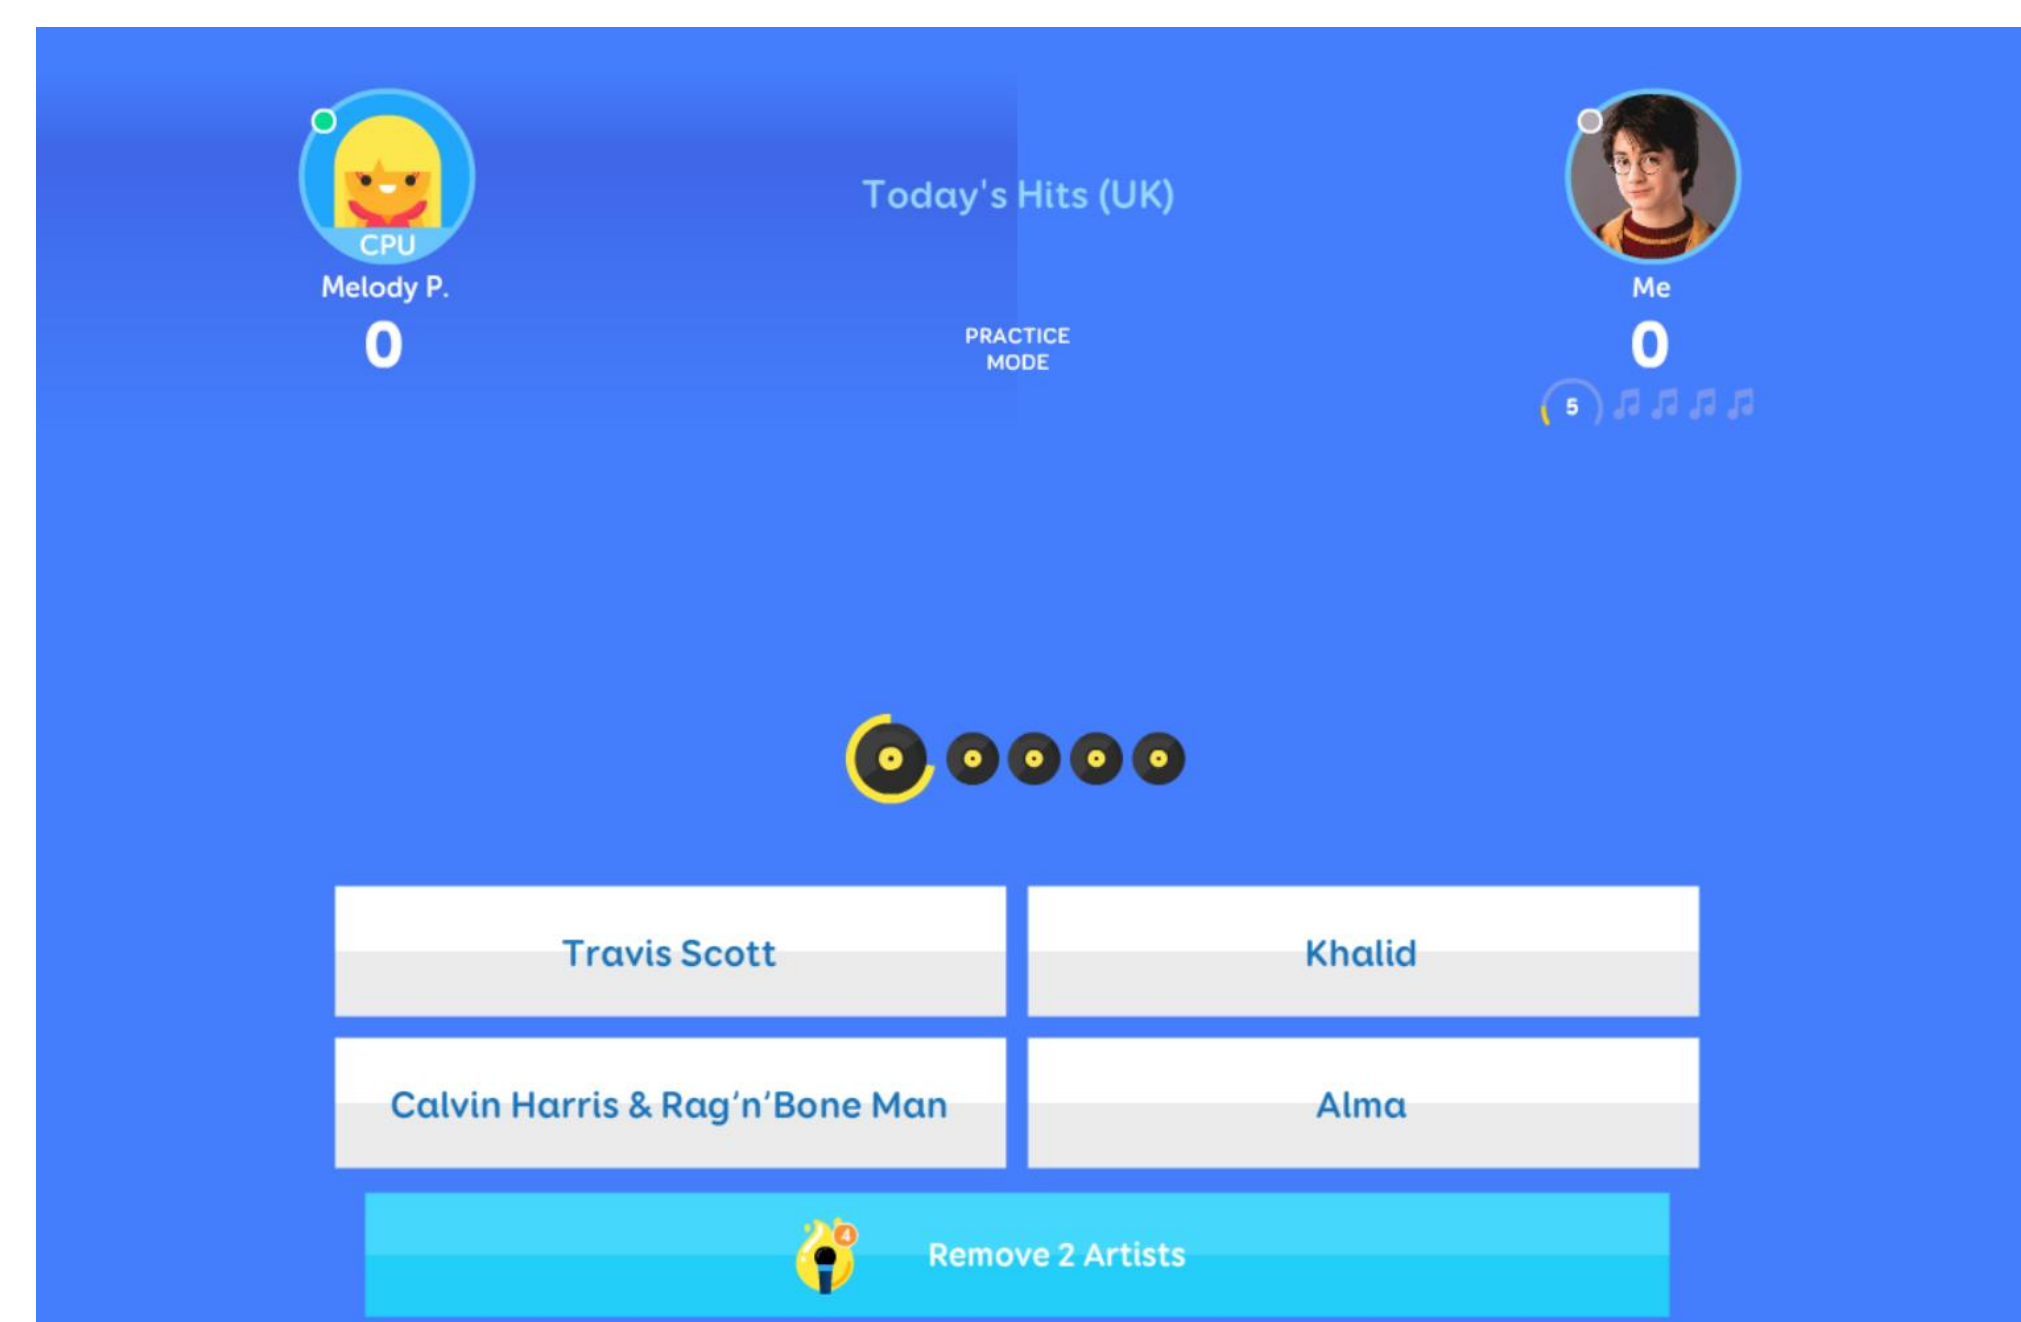 CPU
Melody P.
0
Today's Hits (UK)
PRACTICE
MODE
Me
0
5
Travis Scott
Khalid
Calvin Harris & Rag'n'Bone Man
Alma
4
Remove 2 Artists